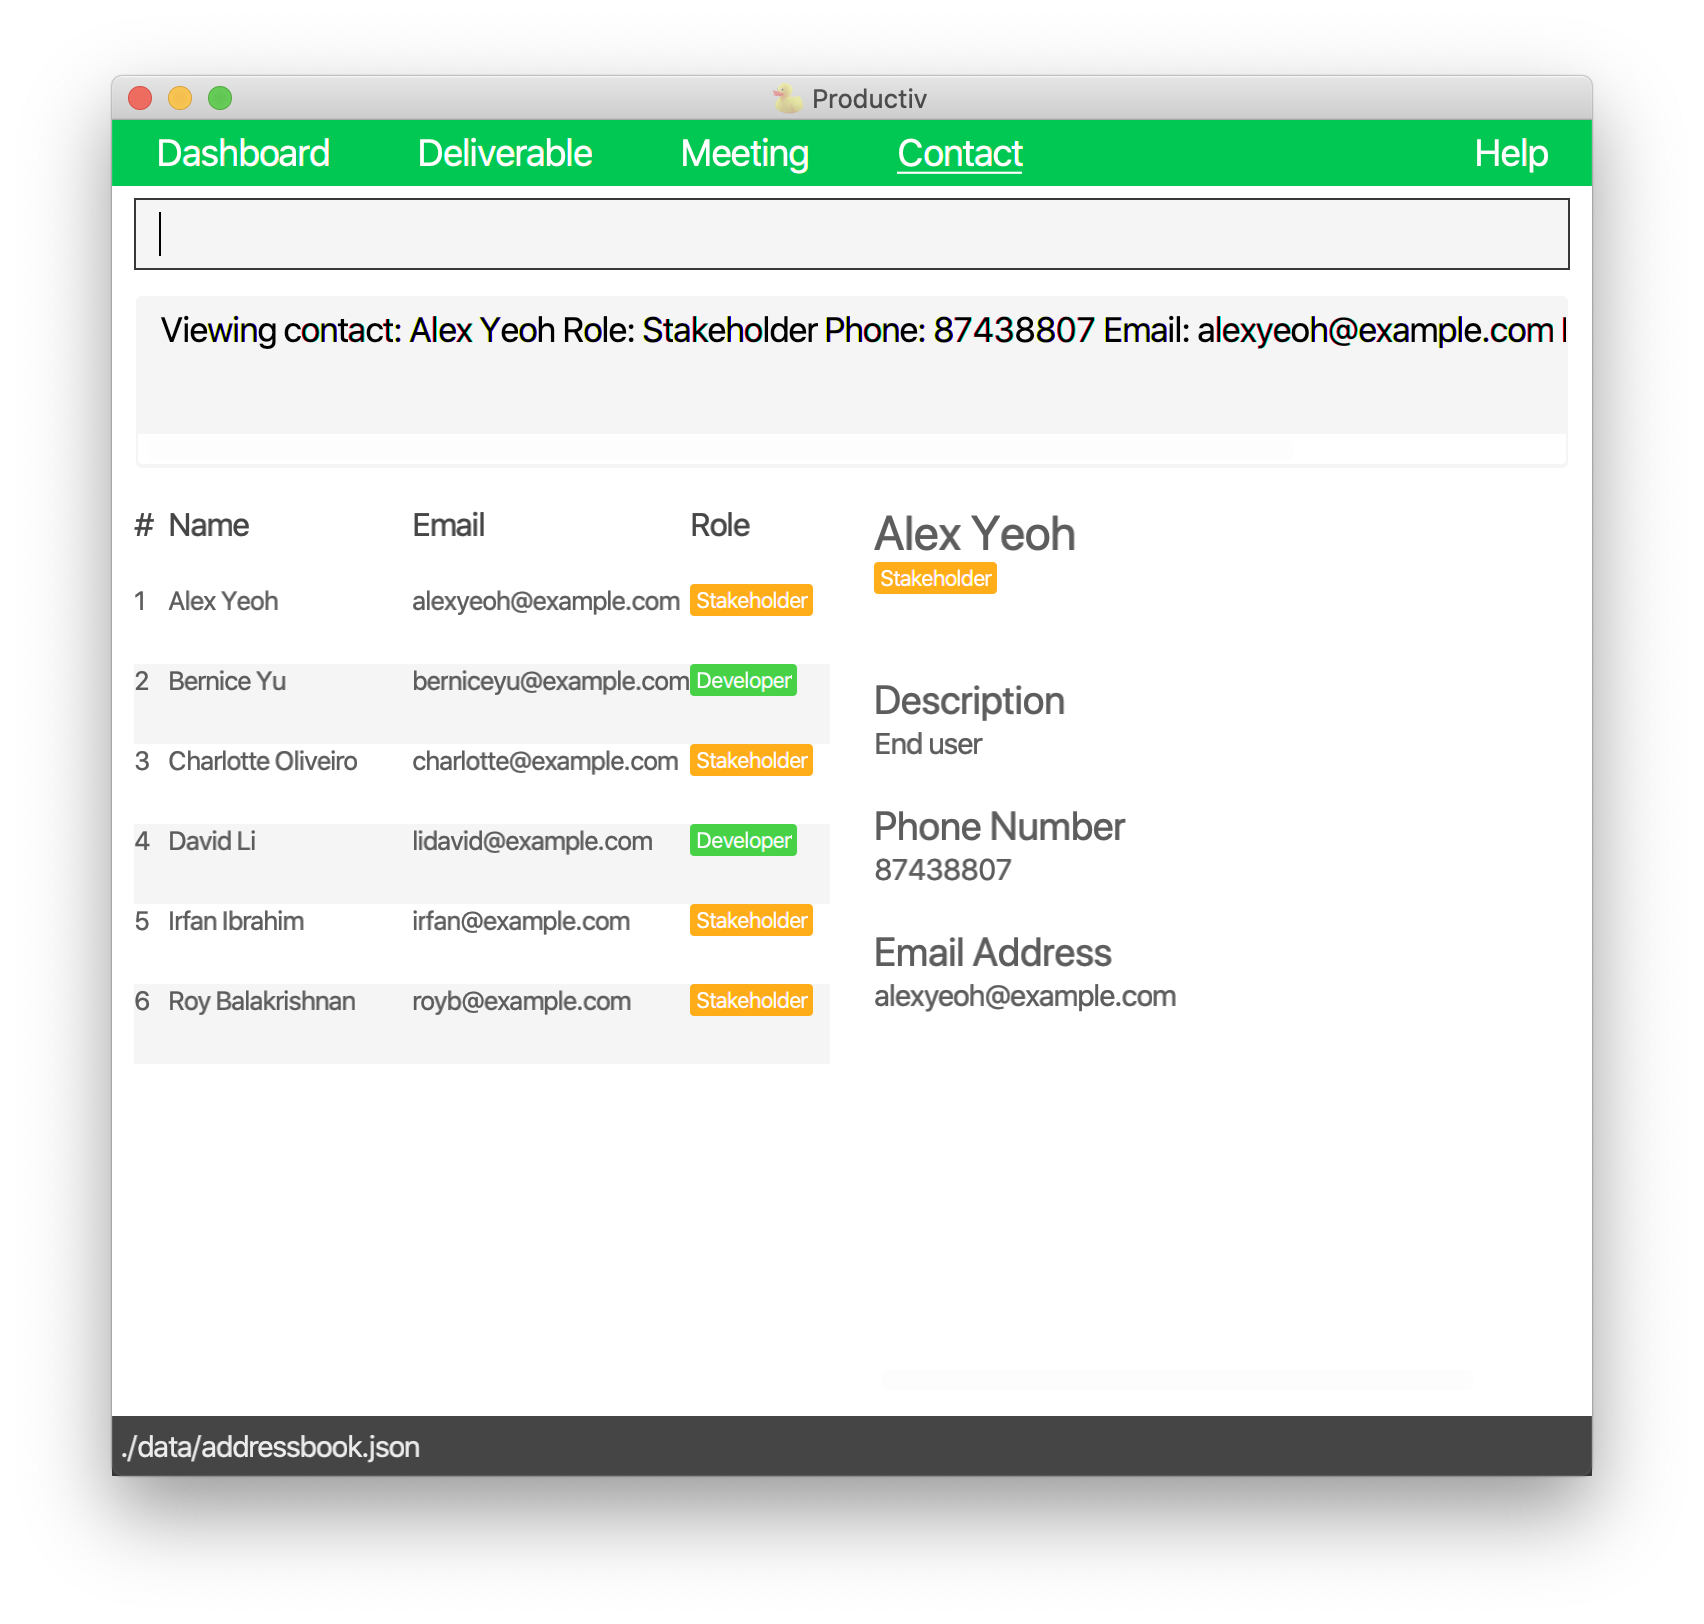 Productiv
Dashboard Deliverable Meeting Contact Help
Viewing contact: Alex Yeoh Role: Stakeholder Phone: 87438807 Email: alexyeoh@example.com
# Name Email Role
1 Alex Yeoh alexyeoh@example.com Stakeholder
2 Bernice Yu berniceyu@example.com Developer
3 Charlotte Oliveiro charlotte@example.com Stakeholder
4 David Li lidavid@example.com Developer
5 Irfan Ibrahim irfan@example.com Stakeholder
6 Roy Balakrishnan royb@example.com Stakeholder
Alex Yeoh
Stakeholder
Description
End user
Phone Number
87438807
Email Address
alexyeoh@example.com
./data/addressbook.json